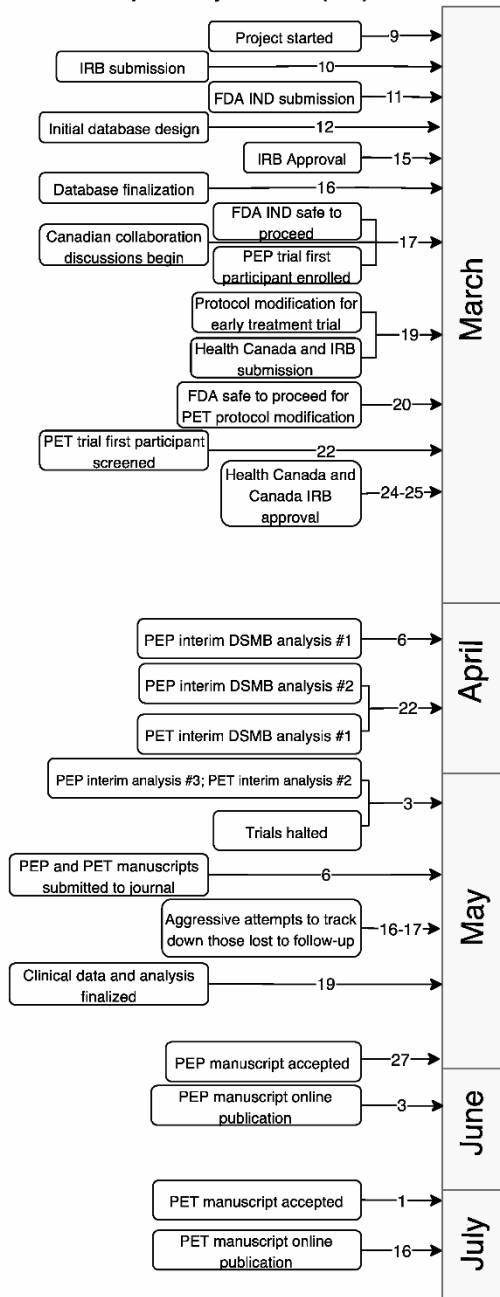 Project started
9
IRB submission
10
FDA IND submission
11
Initial database design
12
IRB Approval
15
Database finalization
16
FDA IND safe to
proceed
Canadian collaboration
discussions begin
17
PEP trial first
participant enrolled
Protocol modification for
early treatment trial
19
Health Canada and IRB
submission
FDA safe to proceed for
PET protocol modification
20
PET trial first participant
screened
22
Health Canada and
Canada IRB
approval
24-25
March
PEP interim DSMB analysis #1
6
PEP interim DSMB analysis #2
22
PET interim DSMB analysis #1
April
PEP interim analysis #3; PET interim analysis #2
3
Trials halted
PEP and PET manuscripts
submitted to journal
6
Aggressive attempts to track
down those lost to follow-up
16-17
Clinical data and analysis
finalized
19
PEP manuscript accepted
27
May
PEP manuscript online
publication
3
June
PET manuscript accepted
1
PET manuscript online
publication
16
July